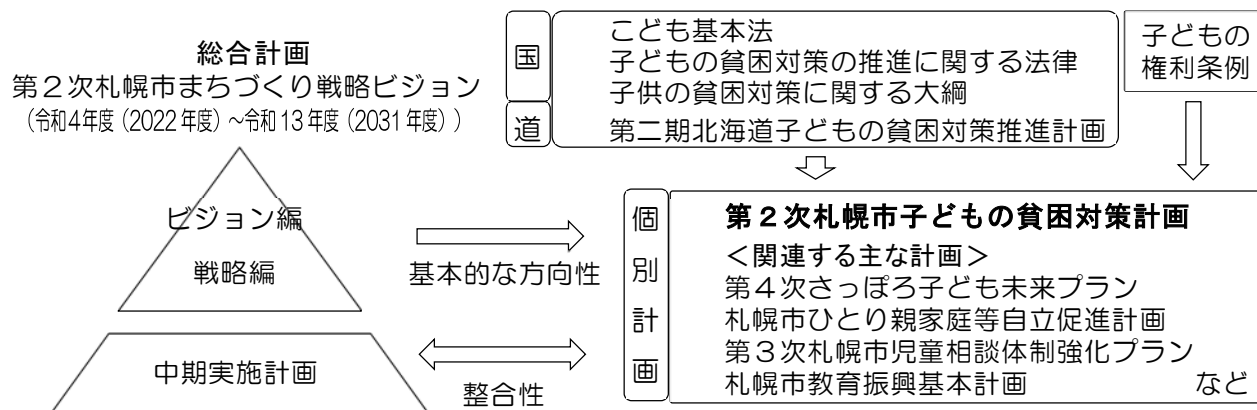 総合計画
第2次札幌市まちづくり戦略ビジョン
(令和4年度(2022年度)~令和13年度(2031年度))
ビジョン編
戦略編
中期実施計画
基本的な方向性
整合性
国
こども基本法
子どもの貧困対策の推進に関する法律
子供の貧困対策に関する大綱
道
第二期北海道子どもの貧困対策推進計画
子どもの
権利条例
個別計画
第2次札幌市子どもの貧困対策計画
<関連する主な計画>
第4次さっぽろ子ども未来プラン
札幌市ひとり親家庭等自立促進計画
第3次札幌市児童相談体制強化プラン
札幌市教育振興基本計画 など